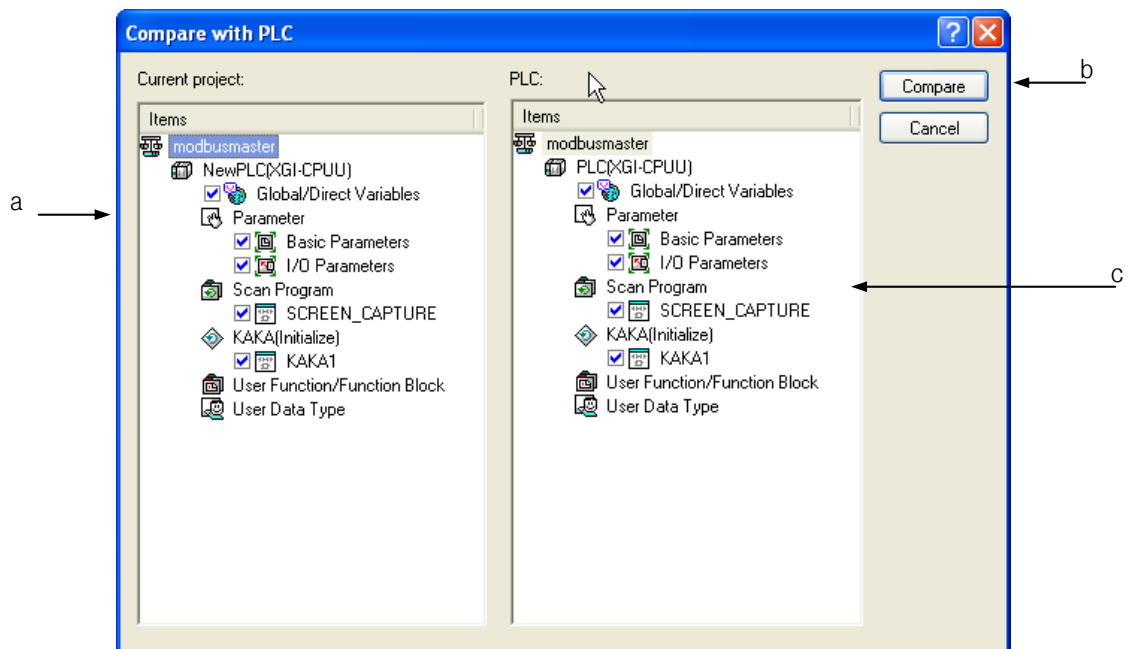 Compare with PLC
Current project:
Items
modbusmaster
NewPLC(XGI-CPUU)
Global/Direct Variables
Parameter
Basic Parameters
I/O Parameters
Scan Program
SCREEN_CAPTURE
KAKA(Initialize)
KAKA1
User Function/Function Block
User Data Type
PLC:
Items
modbusmaster
PLC(XGI-CPUU)
Global/Direct Variables
Parameter
Basic Parameters
I/O Parameters
Scan Program
SCREEN_CAPTURE
KAKA(Initialize)
KAKA1
User Function/Function Block
User Data Type
Compare
Cancel
a
b
c